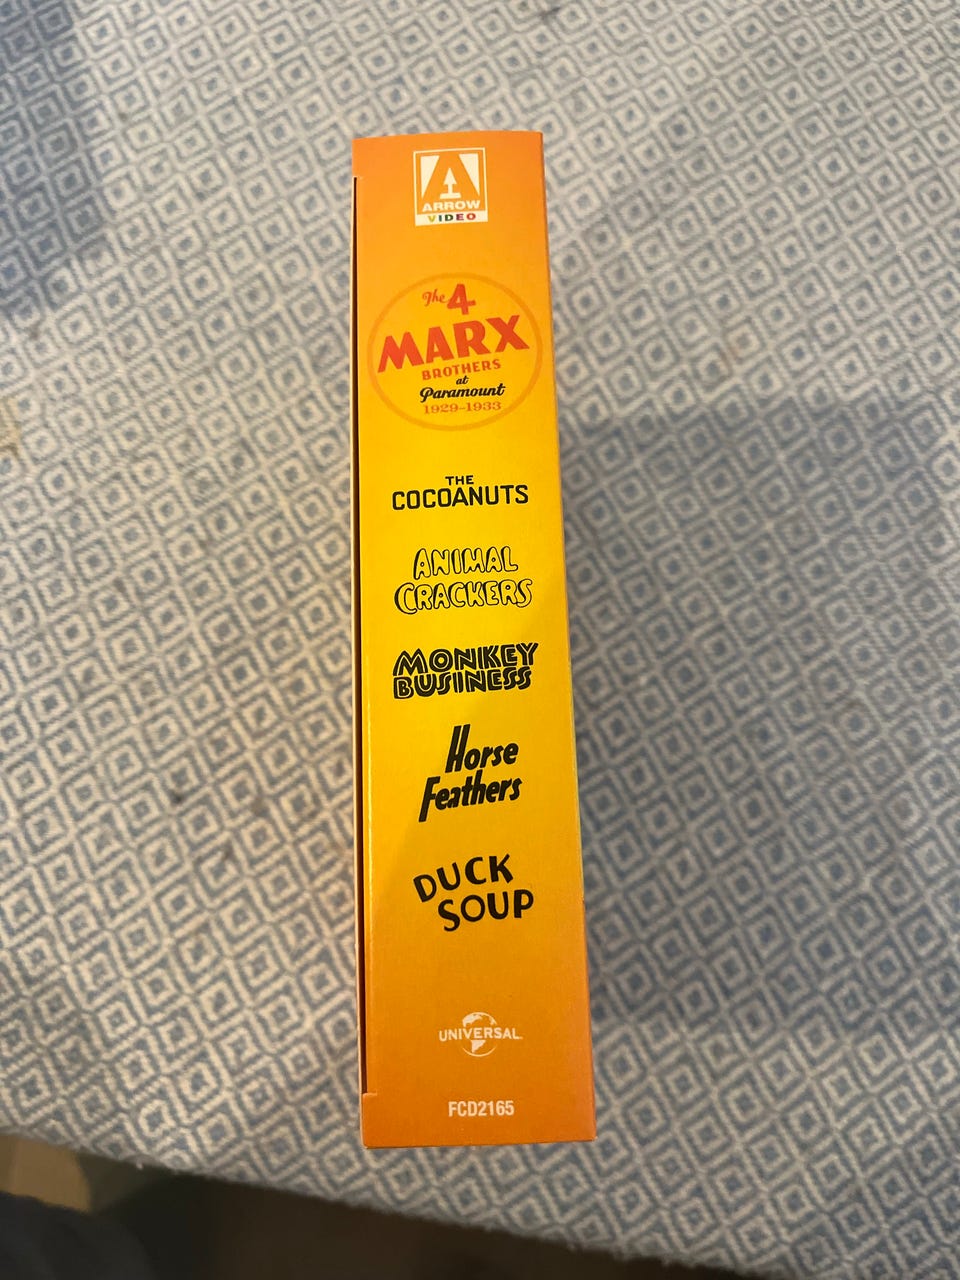 ARROW
VIDEO
The 4
MARX
BROTHERS
at
Paramount
1929-1933
THE
COCOANUTS
ANIMAL
CRACKERS
MONKEY
BUSINESS
Horse
Feathers
DUCK
SOUP
UNIVERSAL
FCD2165